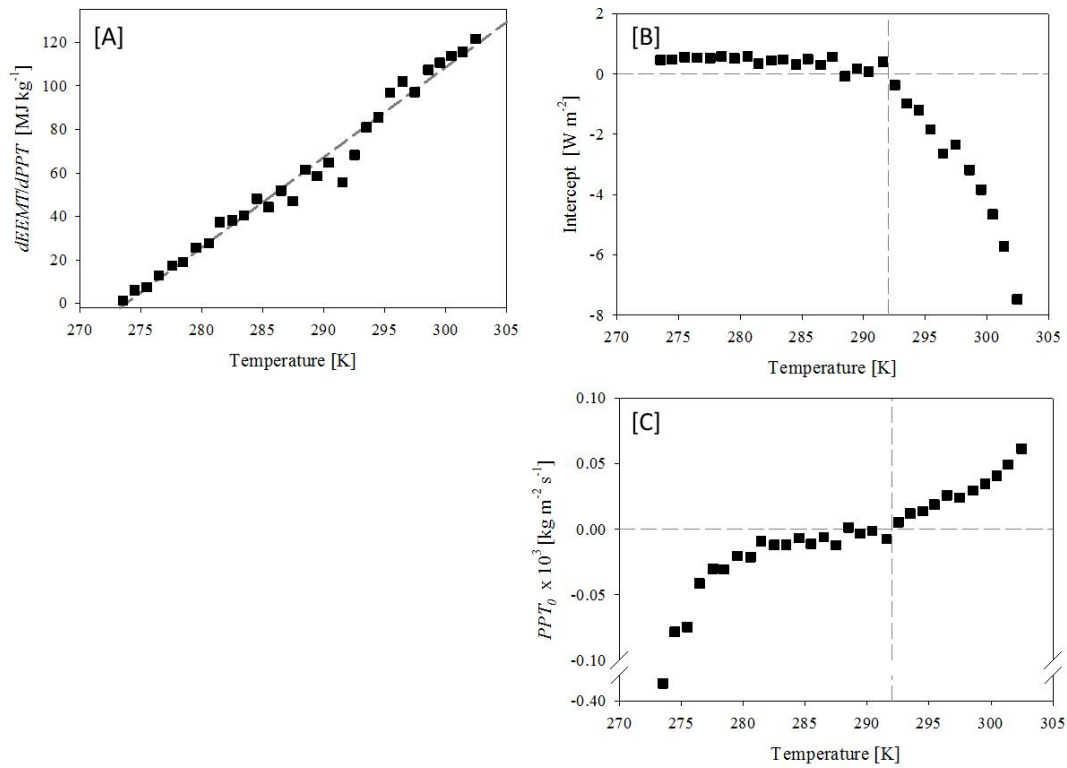 [A]
dEEMT/dPPT [MJ kg⁻¹]
120
100
80
60
40
20
0
270 275 280 285 290 295 300 305
Temperature [K]
[B]
Intercept [W m⁻²]
2
0
-2
-4
-6
-8
270 275 280 285 290 295 300 305
Temperature [K]
[C]
PPT₀ x 10³ [kg m⁻² s⁻¹]
0.10
0.05
0.00
-0.05
-0.10
-0.40
270 275 280 285 290 295 300 305
Temperature [K]